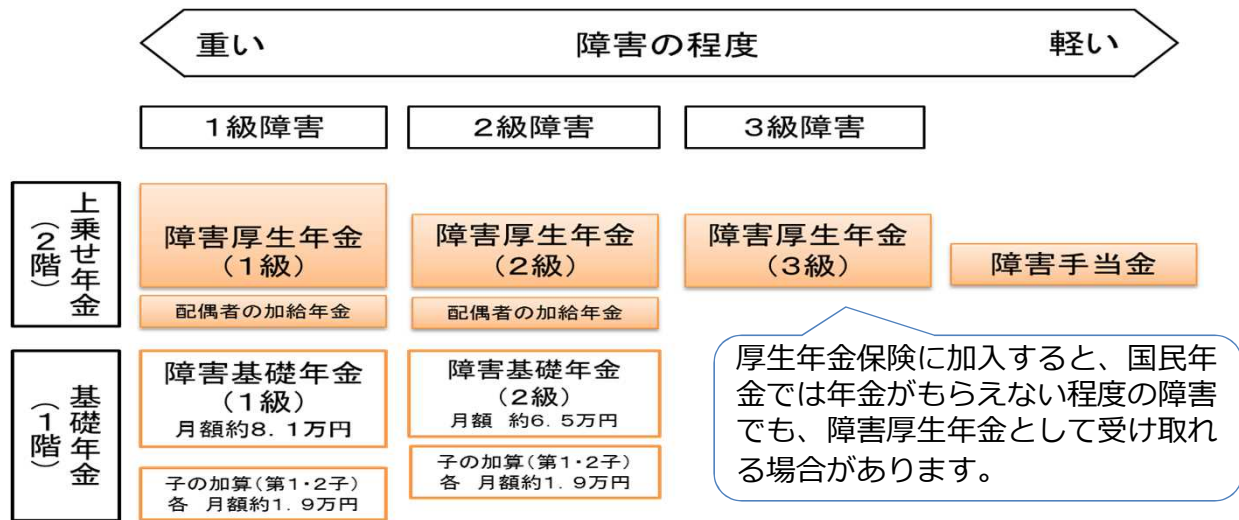 重い 障害の程度 軽い
1級障害 2級障害 3級障害
上乗せ年金
(2階)
障害厚生年金
(1級)
障害厚生年金
(2級)
障害厚生年金
(3級)
障害手当金
配偶者の加給年金
配偶者の加給年金
基礎年金
(1階)
障害基礎年金
(1級)
月額約8.1万円
障害基礎年金
(2級)
月額 約6.5万円
子の加算(第1・2子)
各 月額約1.9万円
子の加算(第1・2子)
各 月額約1.9万円
厚生年金保険に加入すると、国民年
金では年金がもらえない程度の障害
でも、障害厚生年金として受け取れ
る場合があります。